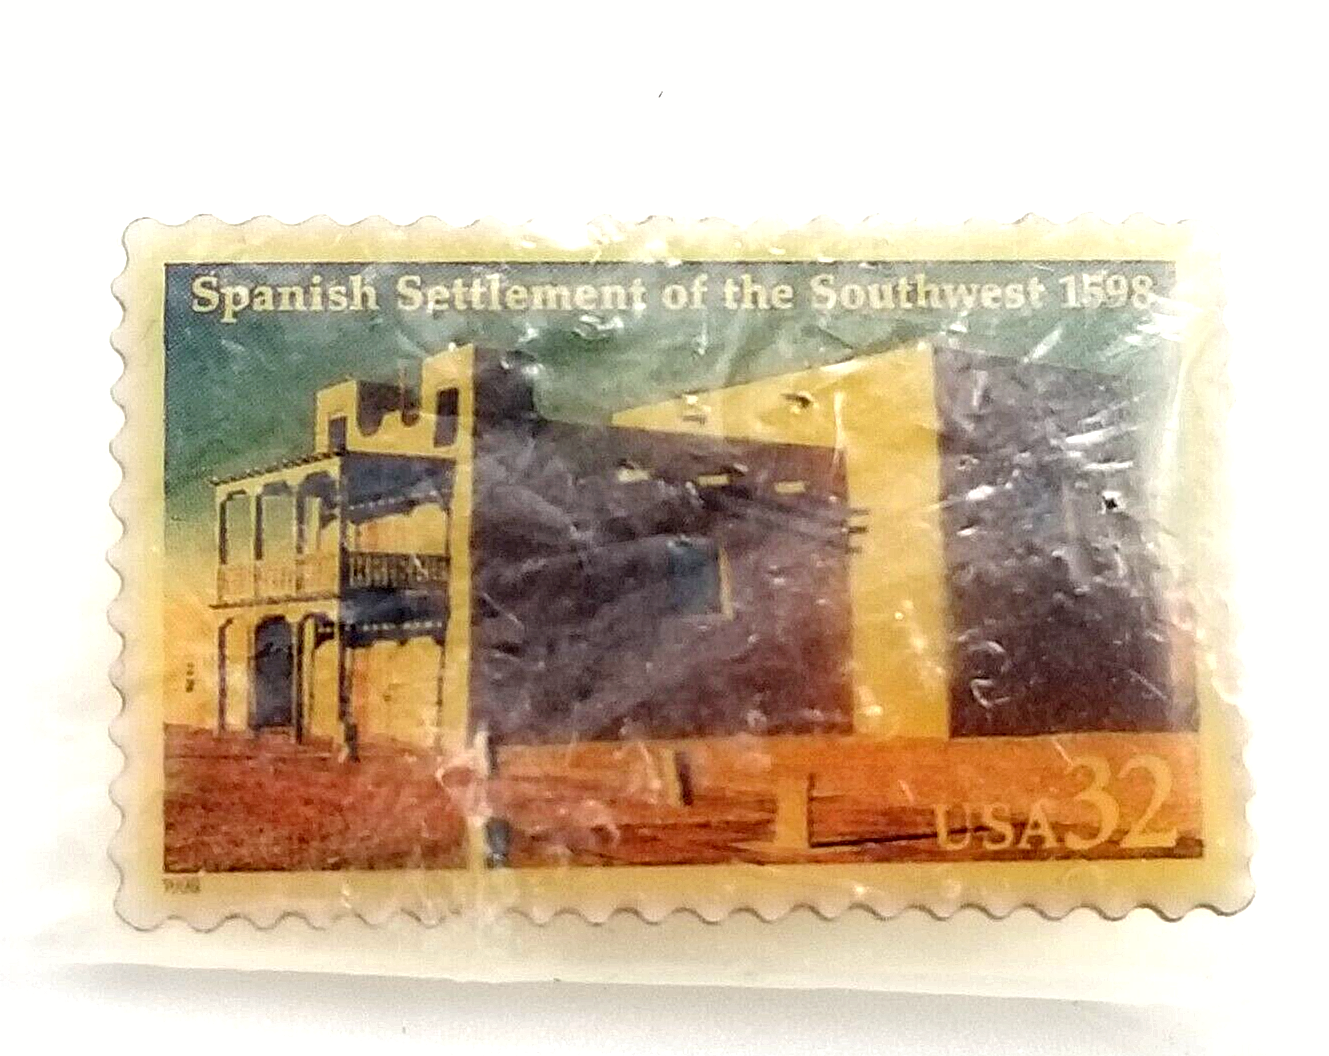 Spanish Settlement of the Southwest 1598
USA32